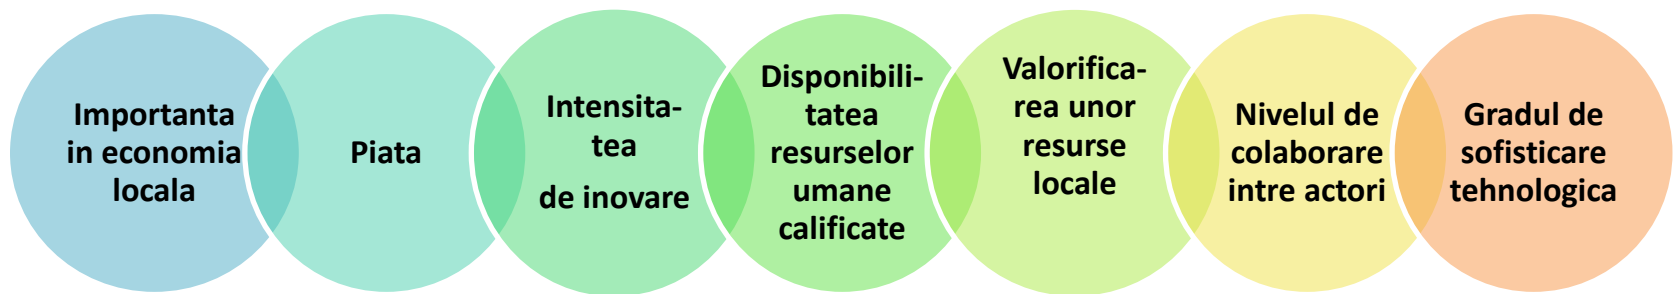 Importanta
in economia
locala
Piata
Intensita-
tea
de inovare
Disponibili-
tatea
resurselor
umane
calificate
Valorifica-
rea unor
resurse
locale
Nivelul de
colaborare
intre actori
Gradul de
sofisticare
tehnologica